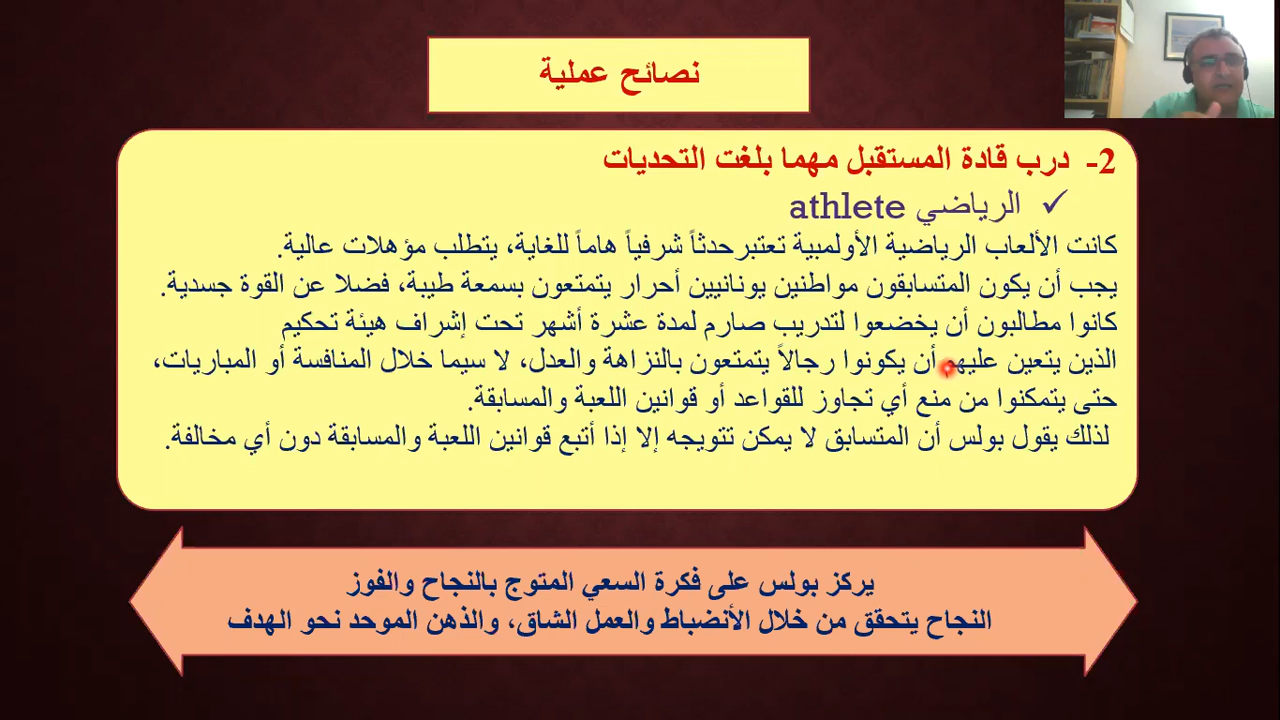 نصائح عملية
2- درب قادة المستقبل مهما بلغت التحديات
✓ الرياضي athlete
كانت الألعاب الرياضية الأولمبية تعتبرحدثاً شرفياً هاماً للغاية، يتطلب مؤهلات عالية.
يجب أن يكون المتسابقون مواطنين يونانيين أحرار يتمتعون بسمعة طيبة، فضلا عن القوة جسدية.
كانوا مطالبون أن يخضعوا لتدريب صارم لمدة عشرة أشهر تحت إشراف هيئة تحكيم
الذين يتعين عليهم أن يكونوا رجالاً يتمتعون بالنزاهة والعدل، لا سيما خلال المنافسة أو المباريات،
حتى يتمكنوا من منع أي تجاوز للقواعد أو قوانين اللعبة والمسابقة.
لذلك يقول بولس أن المتسابق لا يمكن تتويجه إلا إذا أتبع قوانين اللعبة والمسابقة دون أي مخالفة.
يركز بولس على فكرة السعي المتوج بالنجاح والفوز
النجاح يتحقق من خلال الأنضباط والعمل الشاق، والذهن الموحد نحو الهدف